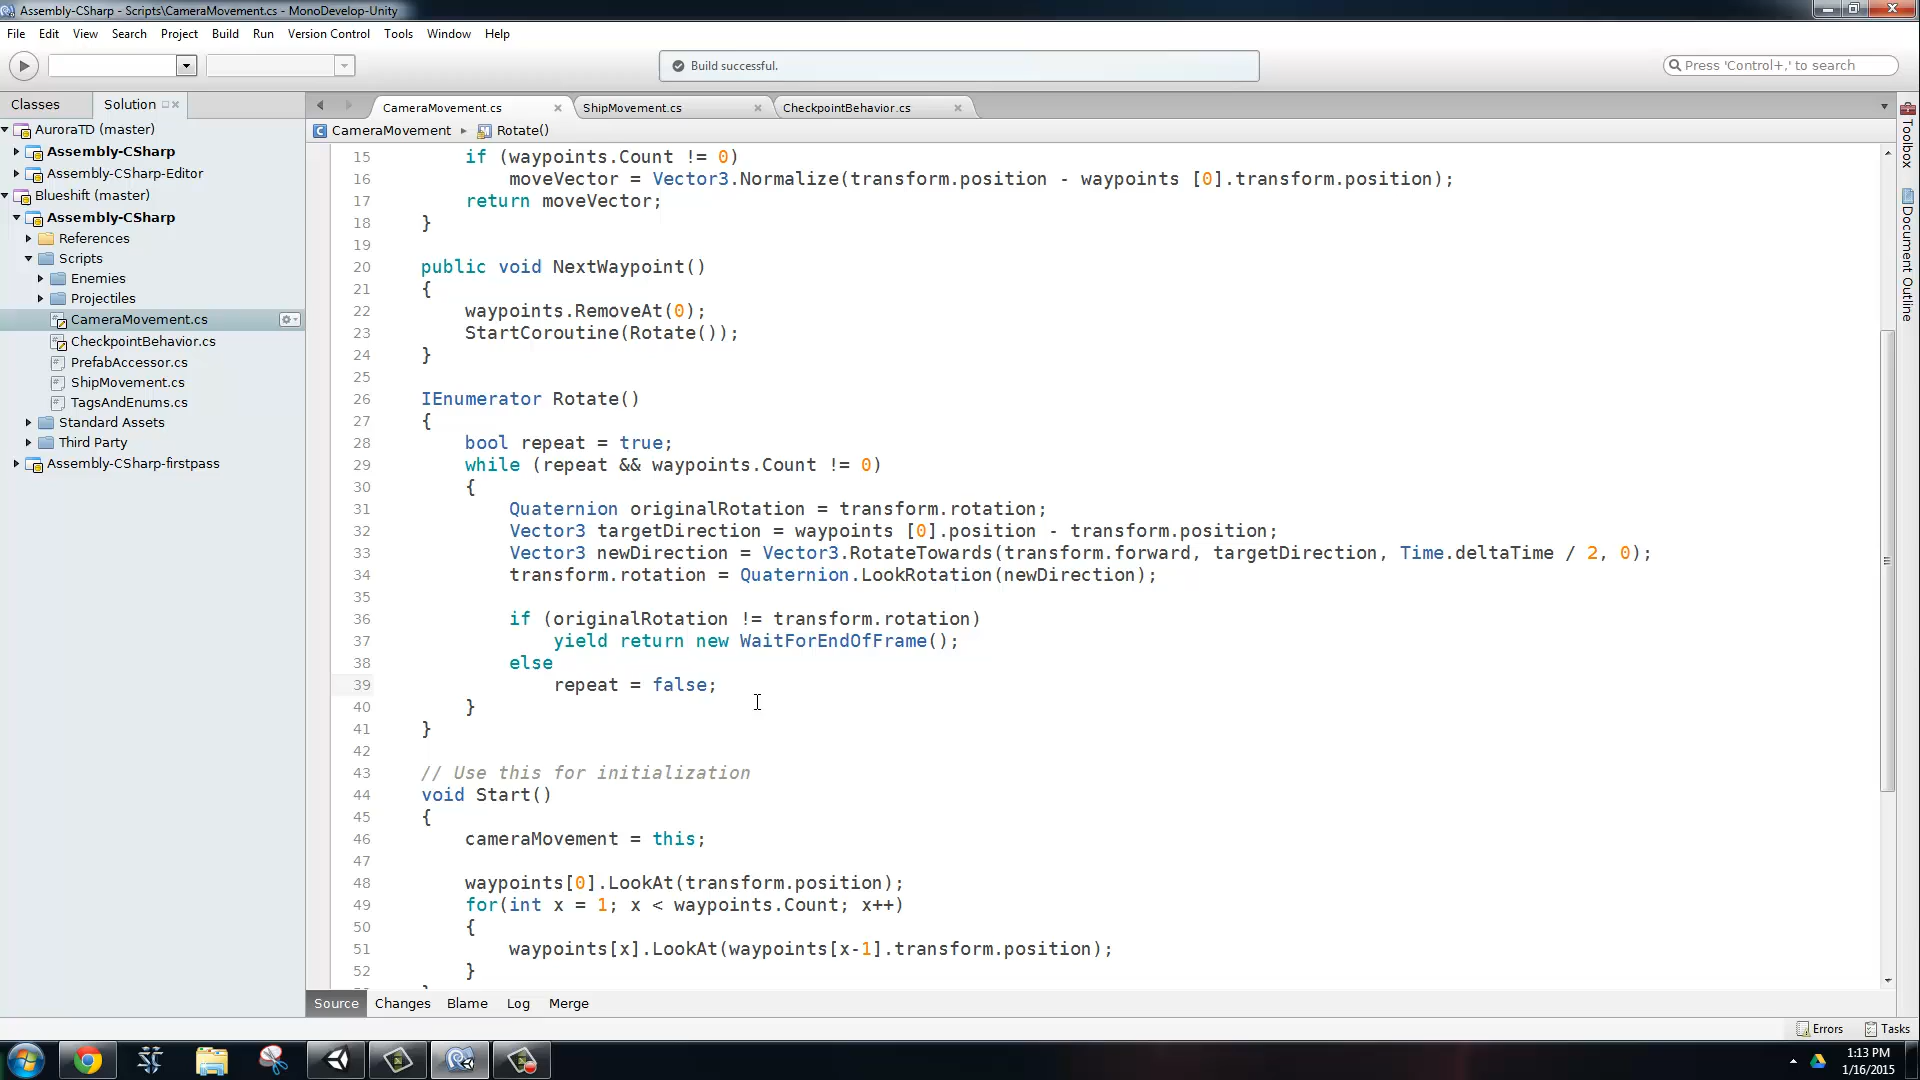 Assembly-CSharp - Scripts\CameraMovement.cs - MonoDevelop-Unity
File Edit View Search Project Build Run Version Control Tools Window Help
Build successful.
Press 'Control+,' to search
Classes Solution
CameraMovement.cs ShipMovement.cs CheckpointBehavior.cs
CameraMovement Rotate()
AuroraTD (master)
Assembly-CSharp
Assembly-CSharp-Editor
Blueshift (master)
Assembly-CSharp
References
Scripts
Enemies
Projectiles
CameraMovement.cs
CheckpointBehavior.cs
PrefabAccessor.cs
ShipMovement.cs
TagsAndEnums.cs
Standard Assets
Third Party
Assembly-CSharp-firstpass
15 if (waypoints.Count != 0)
16 moveVector = Vector3.Normalize(transform.position - waypoints [0].transform.position);
17 return moveVector;
18 }
19
20 public void NextWaypoint()
21 {
22 waypoints.RemoveAt(0);
23 StartCoroutine(Rotate());
24 }
25
26 IEnumerator Rotate()
27 {
28 bool repeat = true;
29 while (repeat && waypoints.Count != 0)
30 {
31 Quaternion originalRotation = transform.rotation;
32 Vector3 targetDirection = waypoints [0].position - transform.position;
33 Vector3 newDirection = Vector3.RotateTowards(transform.forward, targetDirection, Time.deltaTime / 2, 0);
34 transform.rotation = Quaternion.LookRotation(newDirection);
35
36 if (originalRotation != transform.rotation)
37 yield return new WaitForEndOfFrame();
38 else
39 repeat = false;
40 }
41 }
42
43 // Use this for initialization
44 void Start()
45 {
46 cameraMovement = this;
47
48 waypoints[0].LookAt(transform.position);
49 for(int x = 1; x < waypoints.Count; x++)
50 {
51 waypoints[x].LookAt(waypoints[x-1].transform.position);
52 }
Toolbox
Document Outline
Source Changes Blame Log Merge
Errors Tasks
1:13 PM
1/16/2015